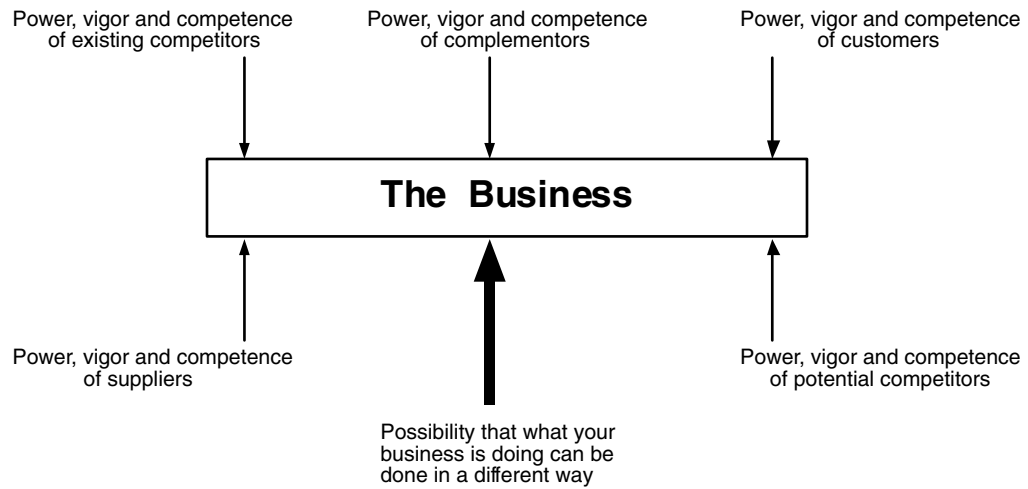 Power, vigor and competence
of existing competitors
Power, vigor and competence
of complementors
Power, vigor and competence
of customers
The Business
Power, vigor and competence
of suppliers
Possibility that what your
business is doing can be
done in a different way
Power, vigor and competence
of potential competitors